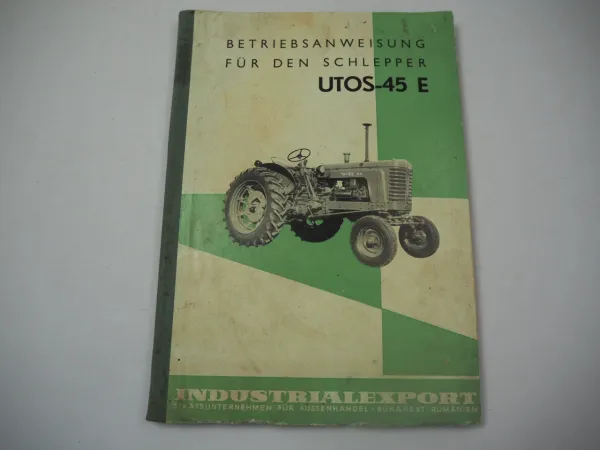 BETRIEBSANWEISUNG
FÜR DEN SCHLEPPER
UTOS-45 E
INDUSTRIALEXPORT
STAATSUNTERNEHMEN FÜR AUSSENHANDEL · BUKAREST · RUMÄNIEN